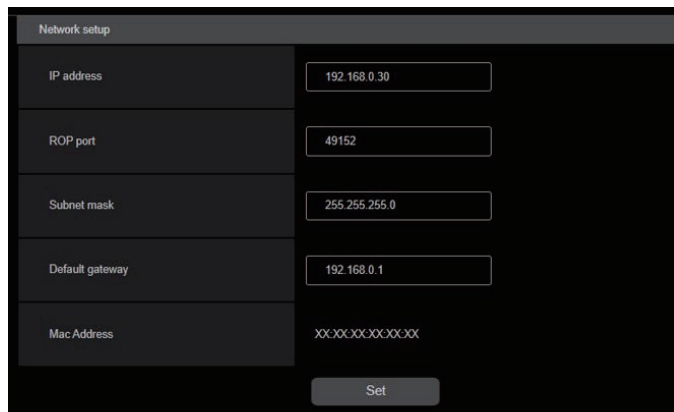 Network setup
IP address 192.168.0.30
ROP port 49152
Subnet mask 255.255.255.0
Default gateway 192.168.0.1
Mac Address XX:XX:XX:XX:XX:XX
Set